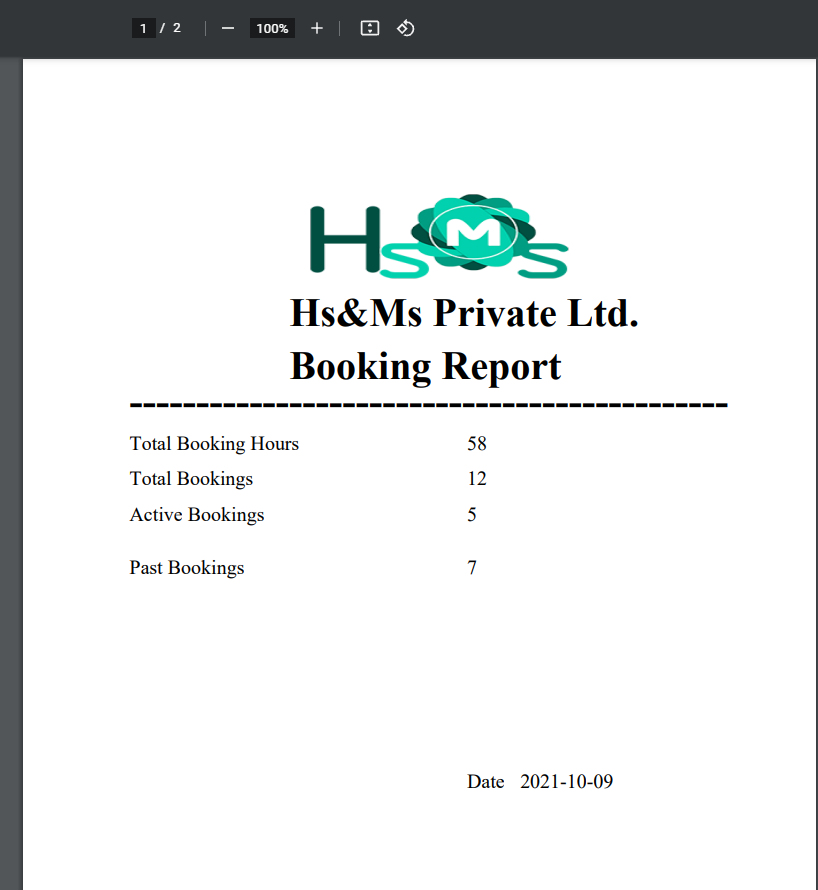 1 / 2 100%
HsMs
Hs&Ms Private Ltd.
Booking Report
Total Booking Hours 58
Total Bookings 12
Active Bookings 5
Past Bookings 7
Date 2021-10-09